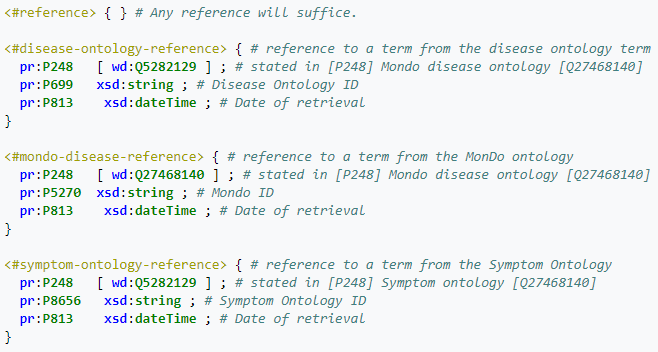 <#reference> { } # Any reference will suffice.

<#disease-ontology-reference> { # reference to a term from the disease ontology term
  pr:P248   [ wd:Q5282129 ] ; # stated in [P248] Mondo disease ontology [Q27468140]
  pr:P699   xsd:string ; # Disease Ontology ID
  pr:P813    xsd:dateTime ; # Date of retrieval
}

<#mondo-disease-reference> { # reference to a term from the MonDo ontology
  pr:P248   [ wd:Q27468140 ] ; # stated in [P248] Mondo disease ontology [Q27468140]
  pr:P5270  xsd:string ; # Mondo ID
  pr:P813    xsd:dateTime ; # Date of retrieval
}

<#symptom-ontology-reference> { # reference to a term from the Symptom Ontology
  pr:P248   [ wd:Q5282129 ] ; # stated in [P248] Symptom ontology [Q27468140]
  pr:P8656   xsd:string ; # Symptom Ontology ID
  pr:P813    xsd:dateTime ; # Date of retrieval
}